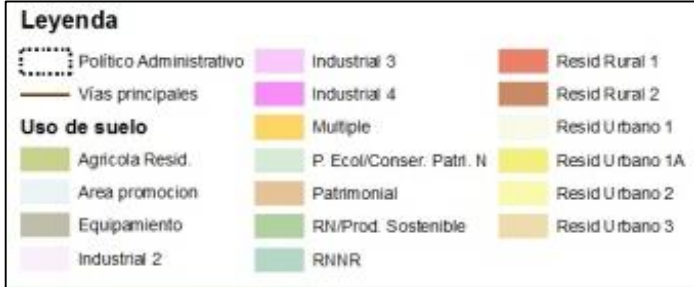 Leyenda
Político Administrativo
Vías principales
Uso de suelo
Agricola Resid.
Area promocion
Equipamiento
Industrial 2
Industrial 3
Industrial 4
Multiple
P. Ecol/Conser. Patri. N
Patrimonial
RN/Prod. Sostenible
RNNR
Resid Rural 1
Resid Rural 2
Resid Urbano 1
Resid Urbano 1A
Resid Urbano 2
Resid Urbano 3